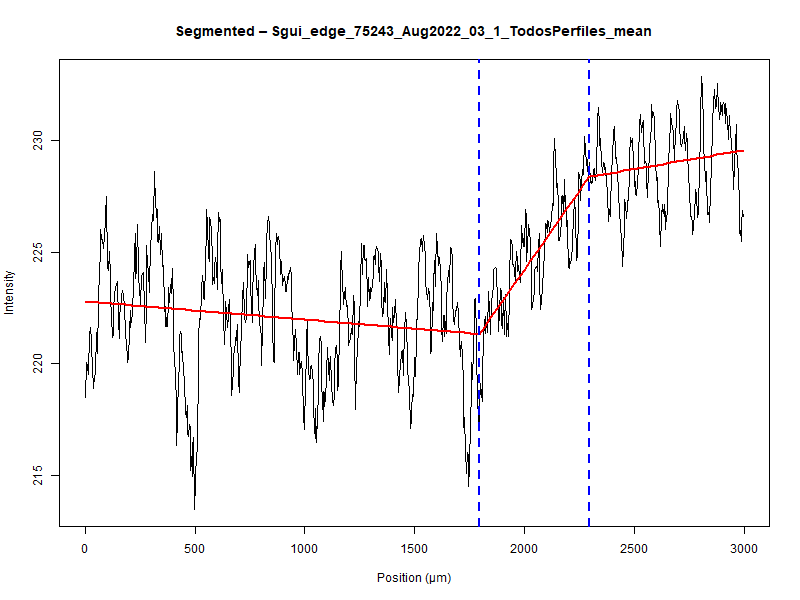 Segmented – Sgui_edge_75243_Aug2022_03_1_TodosPerfiles_mean
230
225
220
215
Intensity
0 500 1000 1500 2000 2500 3000
Position (µm)